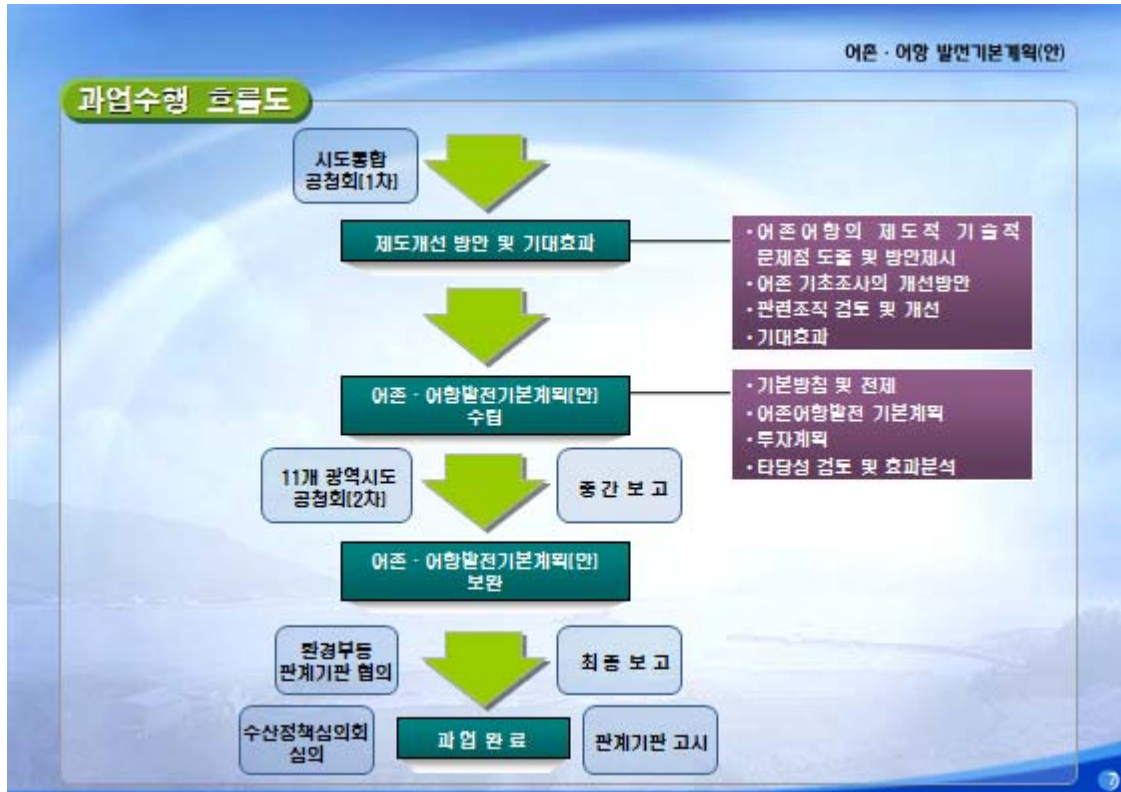 어촌 · 어항 발전기본계획(안)
과업수행 흐름도
시도통합
공청회[1차]
제도개선 방안 및 기대효과
· 어촌어항의 제도적 기술적
문제점 도출 및 방안제시
· 어촌 기초조사의 개선방안
· 관련조직 검토 및 개선
· 기대효과
어촌 · 어항발전기본계획[안]
수립
· 기본방침 및 전제
· 어촌어항발전 기본계획
· 투자계획
· 타당성 검토 및 효과분석
11개 광역시도
공청회[2차]
중 간 보 고
어촌 · 어항발전기본계획[안]
보완
환경부등
관계기관 협의
최 종 보 고
수산정책심의회
심의
과 업 완 료
관계기관 고시
7